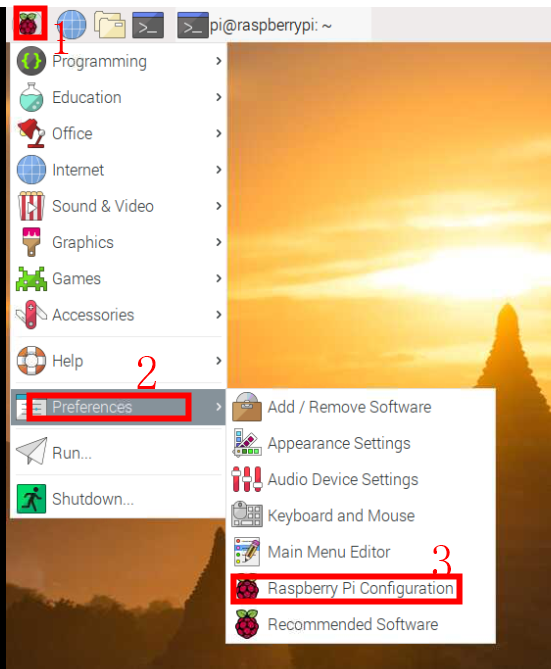 1
pi@raspberrypi: ~
Programming
Education
Office
Internet
Sound & Video
Graphics
Games
Accessories
Help
2
Preferences
Run...
Shutdown...
Add / Remove Software
Appearance Settings
Audio Device Settings
Keyboard and Mouse
Main Menu Editor
3
Raspberry Pi Configuration
Recommended Software